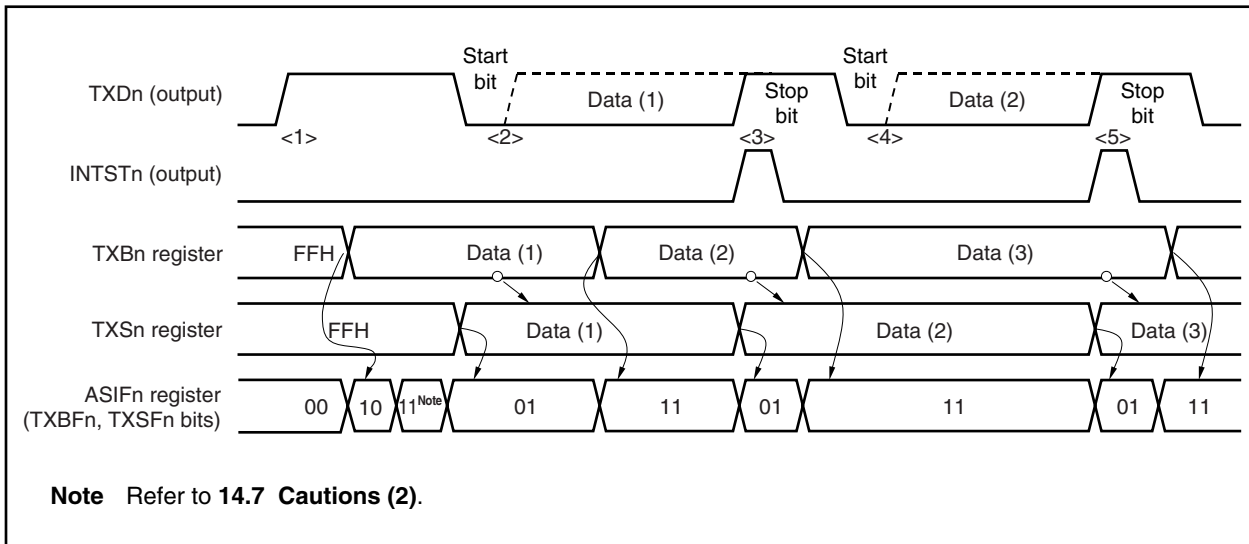 TXDn (output)
Start bit
Data (1)
Stop bit
Start bit
Data (2)
Stop bit
<1>
<2>
<3>
<4>
<5>
INTSTn (output)
TXBn register
FFH
Data (1)
Data (2)
Data (3)
TXSn register
FFH
Data (1)
Data (2)
Data (3)
ASIFn register
(TXBFn, TXSFn bits)
00
10
11Note
01
11
01
11
01
11
Note Refer to 14.7 Cautions (2).